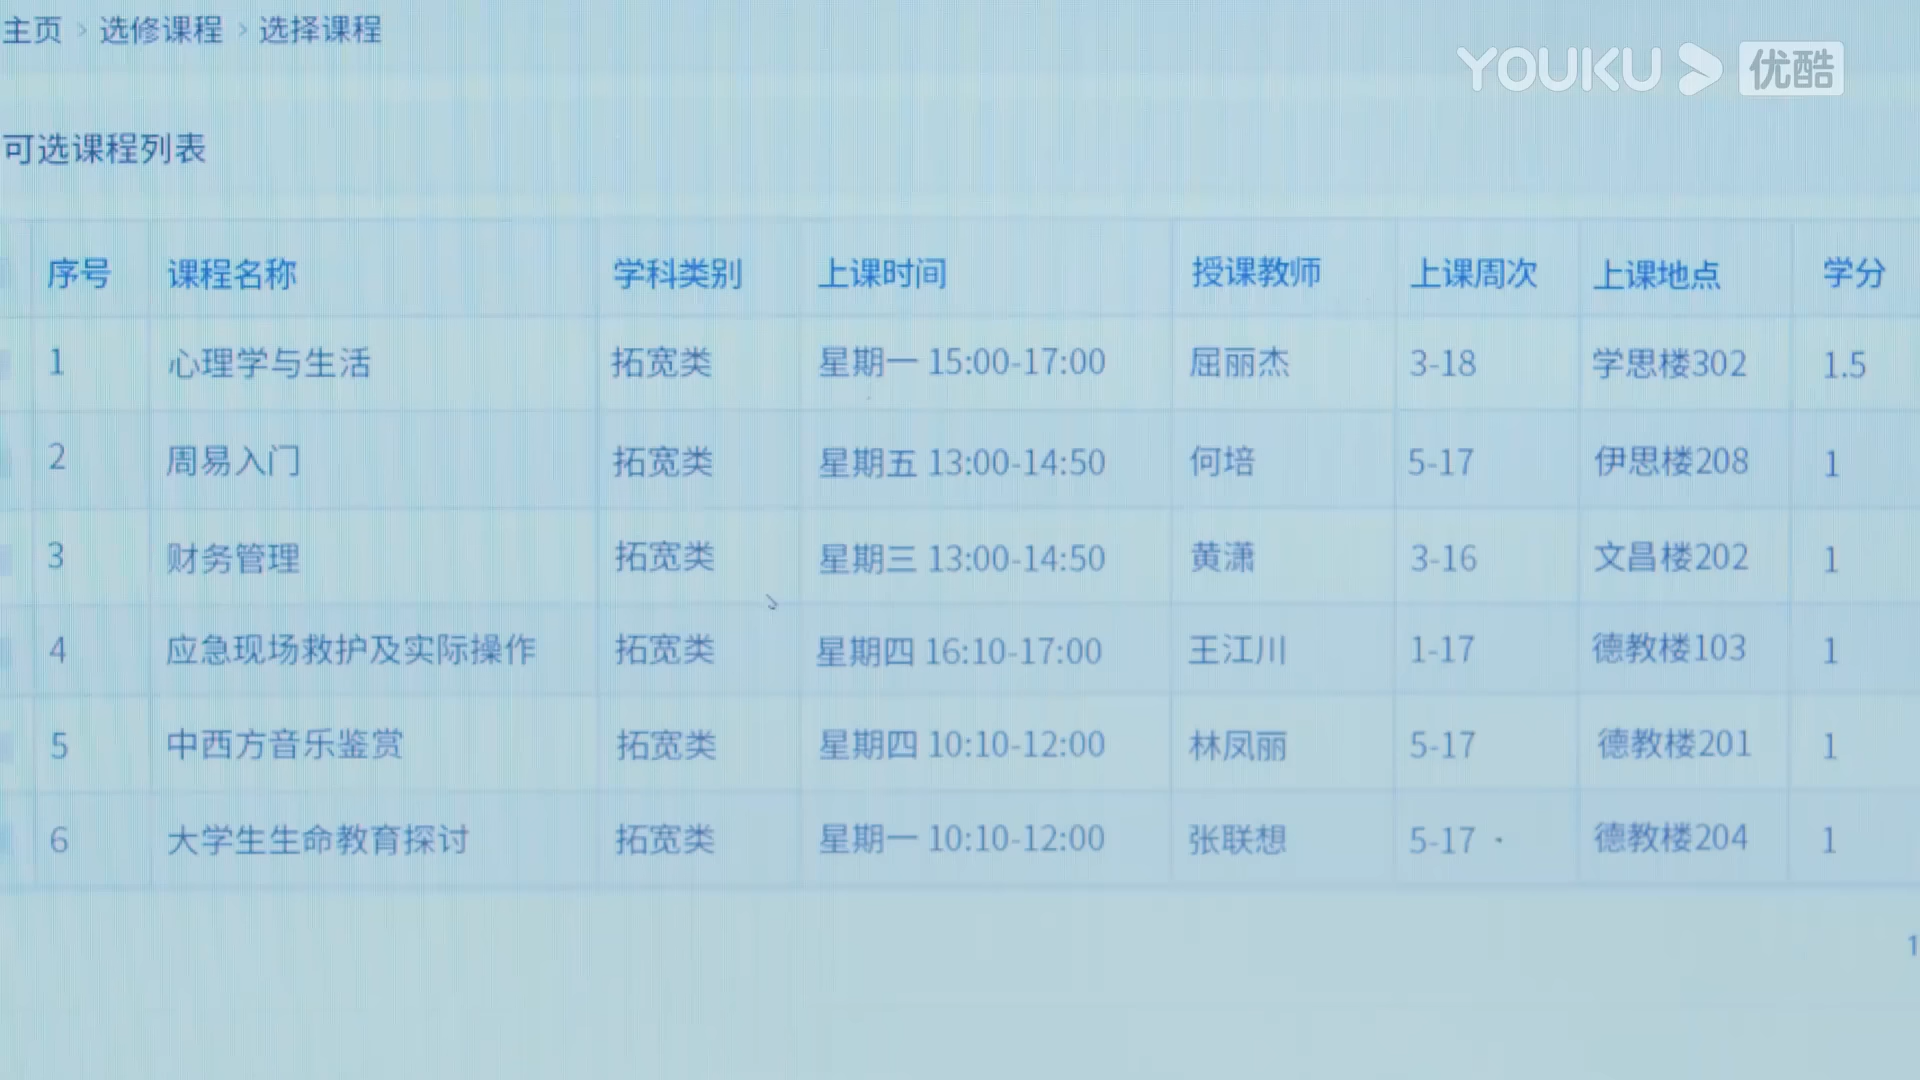 主页 > 选修课程 > 选择课程
YOUKU 优酷
可选课程列表
序号 课程名称 学科类别 上课时间 授课教师 上课周次 上课地点 学分
1 心理学与生活 拓宽类 星期一 15:00-17:00 屈丽杰 3-18 学思楼302 1.5
2 周易入门 拓宽类 星期五 13:00-14:50 何培 5-17 伊思楼208 1
3 财务管理 拓宽类 星期三 13:00-14:50 黄潇 3-16 文昌楼202 1
4 应急现场救护及实际操作 拓宽类 星期四 16:10-17:00 王江川 1-17 德教楼103 1
5 中西方音乐鉴赏 拓宽类 星期四 10:10-12:00 林凤丽 5-17 德教楼201 1
6 大学生生命教育探讨 拓宽类 星期一 10:10-12:00 张联想 5-17 德教楼204 1
1